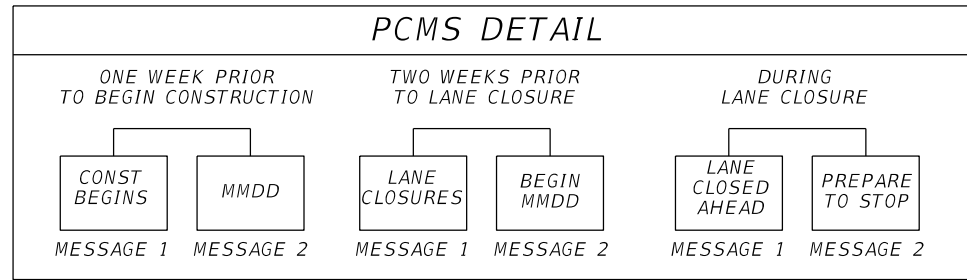 PCMS DETAIL
ONE WEEK PRIOR
TO BEGIN CONSTRUCTION
CONST
BEGINS
MMDD
MESSAGE 1 MESSAGE 2
TWO WEEKS PRIOR
TO LANE CLOSURE
LANE
CLOSURES
BEGIN
MMDD
MESSAGE 1 MESSAGE 2
DURING
LANE CLOSURE
LANE
CLOSED
AHEAD
PREPARE
TO STOP
MESSAGE 1 MESSAGE 2